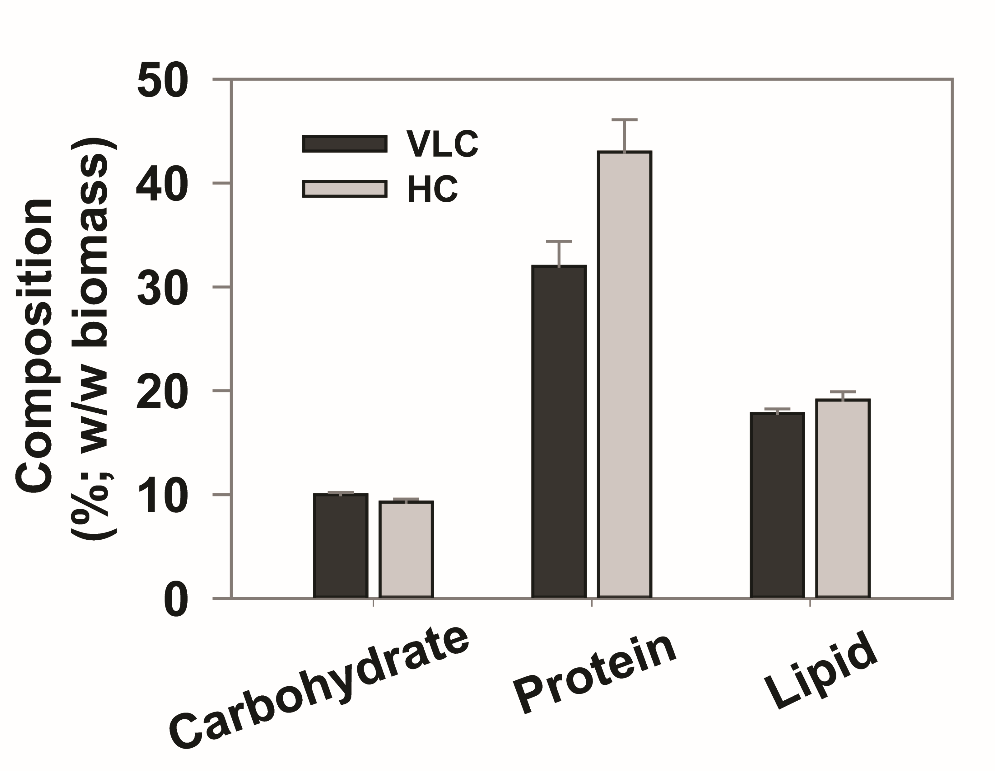 Composition
(%; w/w biomass)
50
40
30
20
10
0
VLC
HC
Carbohydrate
Protein
Lipid